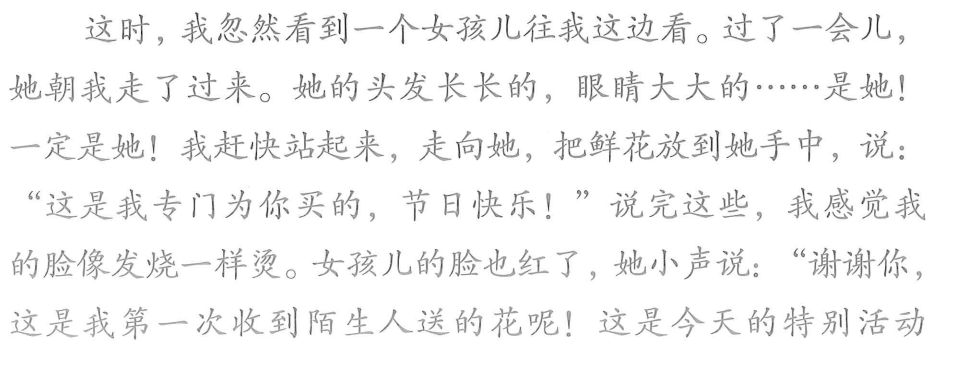 这时，我忽然看到一个女孩儿往我这边看。过了一会儿，
她朝我走了过来。她的头发长长的，眼睛大大的……是她！
一定是她！我赶快站起来，走向她，把鲜花放到她手中，说：
“这是我专门为你买的，节日快乐！”说完这些，我感觉我
的脸像发烧一样烫。女孩儿的脸也红了，她小声说：“谢谢你，
这是我第一次收到陌生人送的花呢！这是今天的特别活动